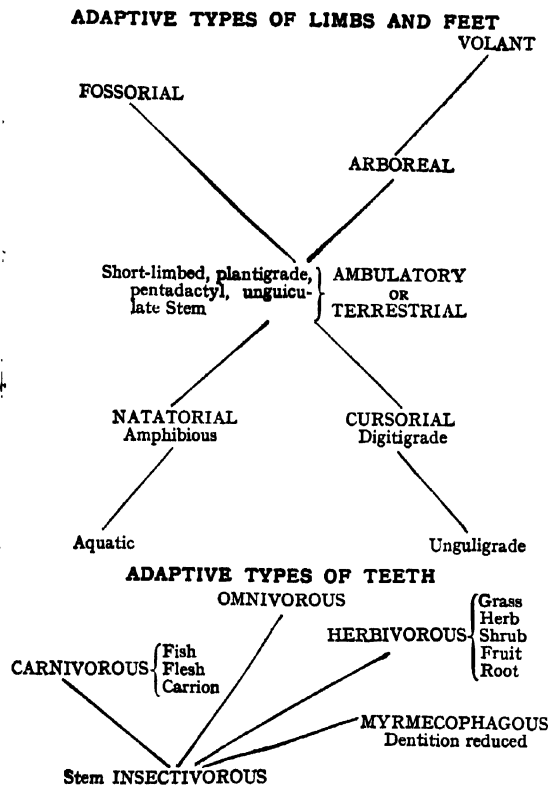 ADAPTIVE TYPES OF LIMBS AND FEET
VOLANT
FOSSORIAL
ARBOREAL
Short-limbed, plantigrade,
pentadactyl, unguicu-
late Stem
AMBULATORY
OR
TERRESTRIAL
NATATORIAL
Amphibious
CURSORIAL
Digitigrade
Aquatic
Unguligrade
ADAPTIVE TYPES OF TEETH
OMNIVOROUS
HERBIVOROUS
Grass
Herb
Shrub
Fruit
Root
CARNIVOROUS
Fish
Flesh
Carrion
MYRMECOPHAGOUS
Dentition reduced
Stem INSECTIVOROUS